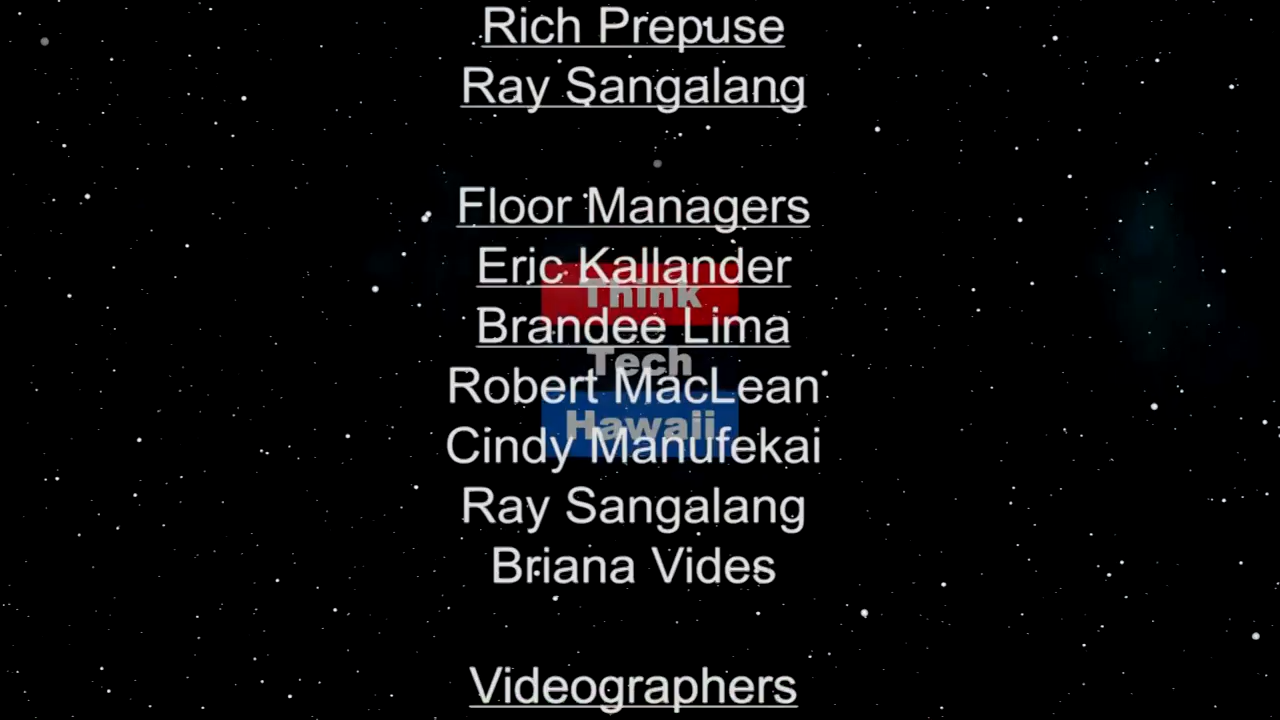 Rich Prepuse
Ray Sangalang
Floor Managers
Eric Kallander
Think
Brandee Lima
Tech
Robert MacLean
Hawaii
Cindy Manufekai
Ray Sangalang
Briana Vides
Videographers